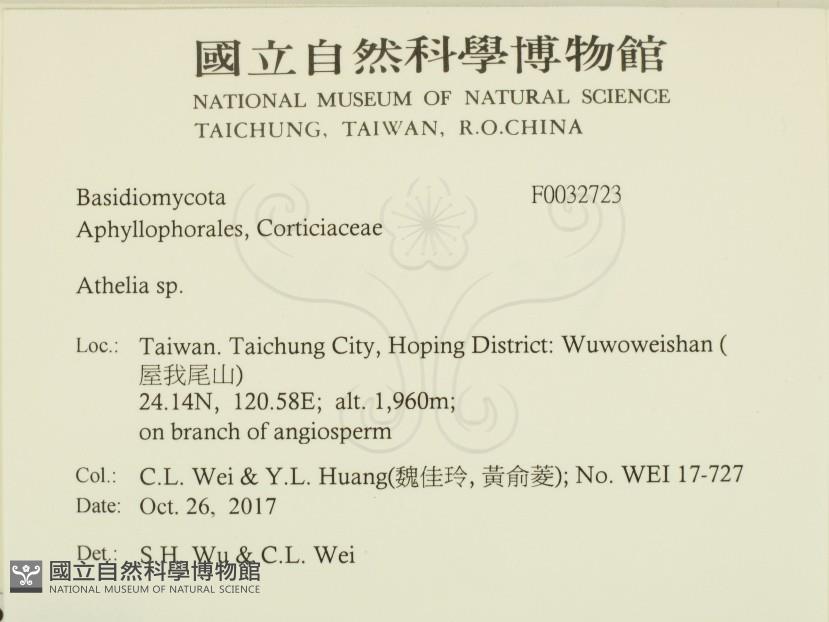 國立自然科學博物館
NATIONAL MUSEUM OF NATURAL SCIENCE
TAICHUNG, TAIWAN, R.O.CHINA
Basidiomycota F0032723
Aphyllophorales, Corticiaceae
Athelia sp.
Loc.: Taiwan. Taichung City, Hoping District: Wuwoweishan (
屋我尾山)
24.14N, 120.58E; alt. 1,960m;
on branch of angiosperm
Col.: C.L. Wei & Y.L. Huang(魏佳玲, 黃俞菱); No. WEI 17-727
Date: Oct. 26, 2017
Det.: S.H. Wu & C.L. Wei
國立自然科學博物館
NATIONAL MUSEUM OF NATURAL SCIENCE